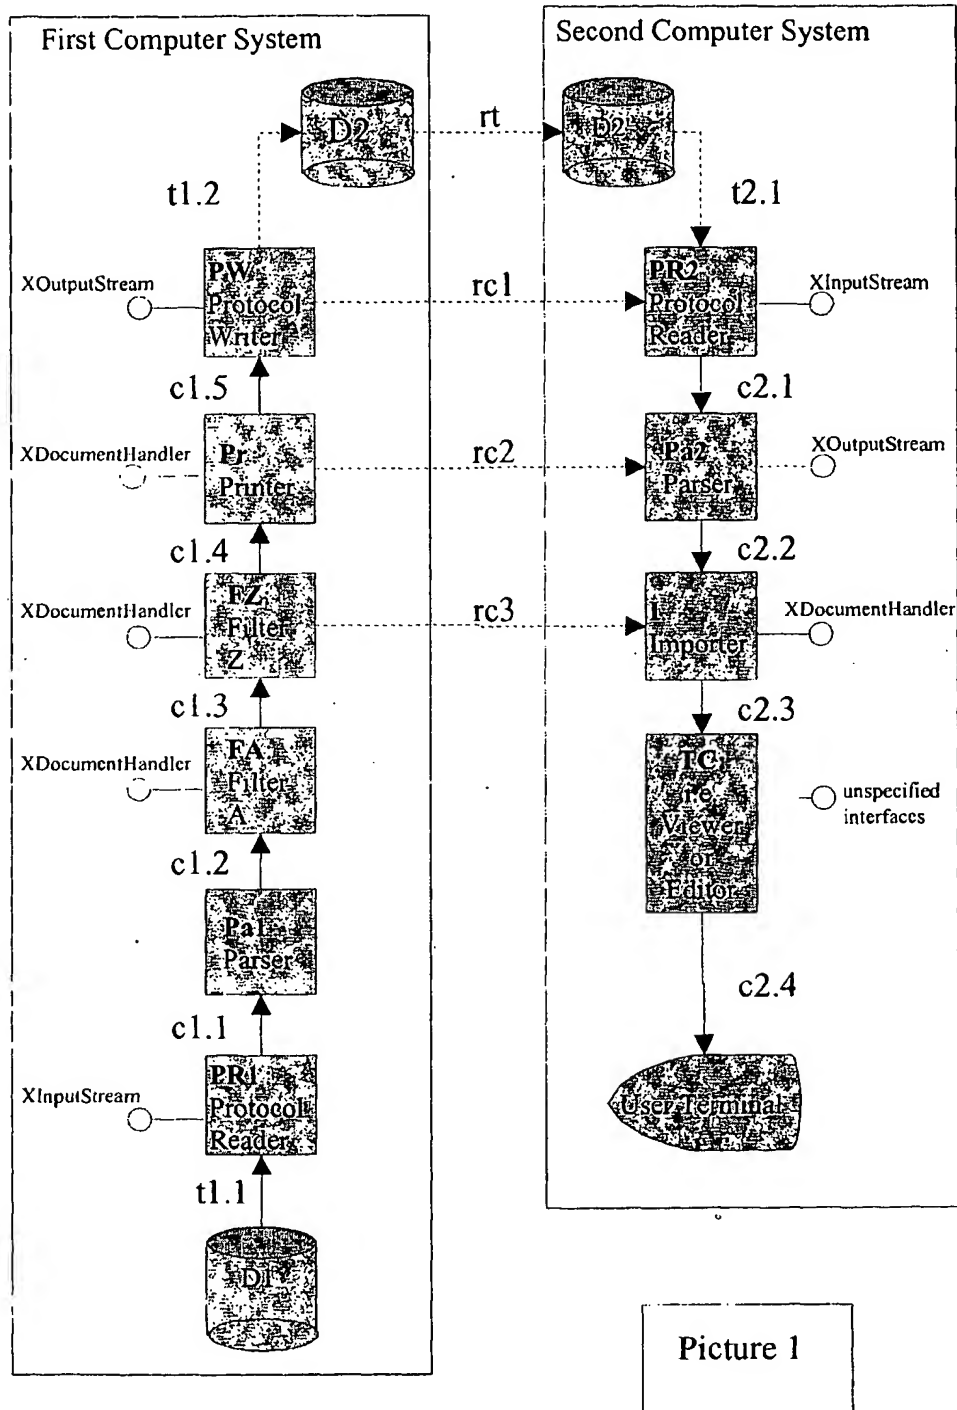 First Computer System
D2
t1.2
XOutputStream
PW
Protocol
Writer
c1.5
XDocumentHandler
Pr
Printer
c1.4
XDocumentHandler
FZ
Filter
Z
c1.3
XDocumentHandler
FA
Filter
A
c1.2
Pa1
Parser
c1.1
XInputStream
PR1
Protocol
Reader
t1.1
D1
rt
rc1
rc2
rc3
Second Computer System
D2
t2.1
PR2
Protocol
Reader
XInputStream
c2.1
Pa2
Parser
XOutputStream
c2.2
I
Importer
XDocumentHandler
c2.3
TC
i.e.
Viewer
or
Editor
unspecified
interfaces
c2.4
User Terminal
Picture 1